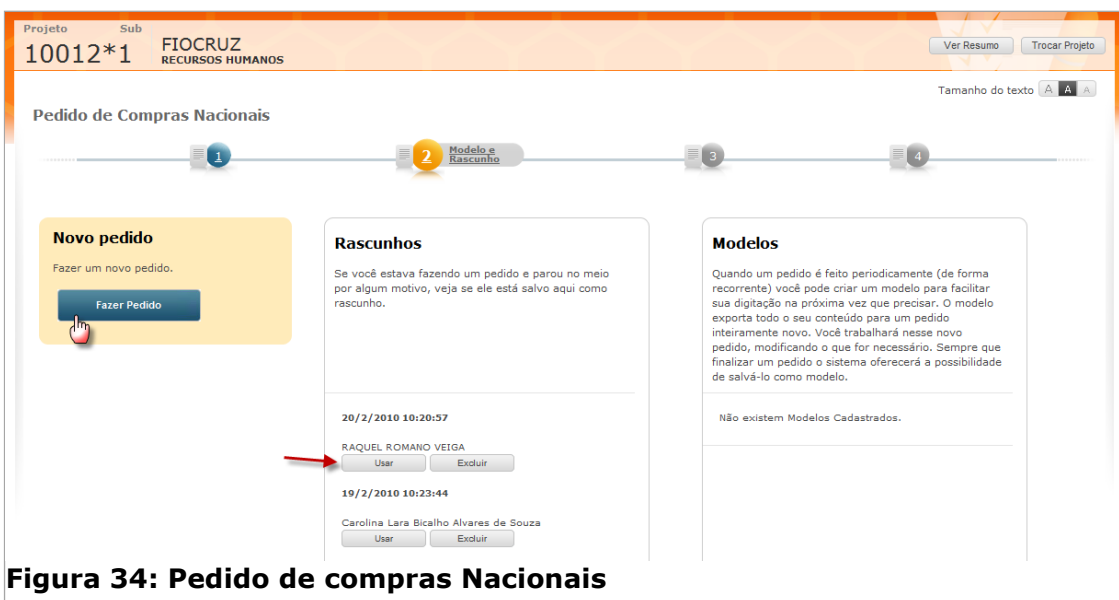 Projeto Sub
10012*1 FIOCRUZ
RECURSOS HUMANOS
Ver Resumo Trocar Projeto
Tamanho do texto A A A
Pedido de Compras Nacionais
1 2 Modelo e
Rascunho
3 4
Novo pedido
Fazer um novo pedido.
Fazer Pedido
Rascunhos
Se você estava fazendo um pedido e parou no meio
por algum motivo, veja se ele está salvo aqui como
rascunho.
20/2/2010 10:20:57
RAQUEL ROMANO VEIGA
Usar Excluir
19/2/2010 10:23:44
Carolina Lara Bicalho Alvares de Souza
Usar Excluir
Modelos
Quando um pedido é feito periodicamente (de forma
recorrente) você pode criar um modelo para facilitar
sua digitação na próxima vez que precisar. O modelo
exporta todo o seu conteúdo para um pedido
inteiramente novo. Você trabalhará nesse novo
pedido, modificando o que for necessário. Sempre que
finalizar um pedido o sistema oferecerá a possibilidade
de salvá-lo como modelo.
Não existem Modelos Cadastrados.
Figura 34: Pedido de compras Nacionais